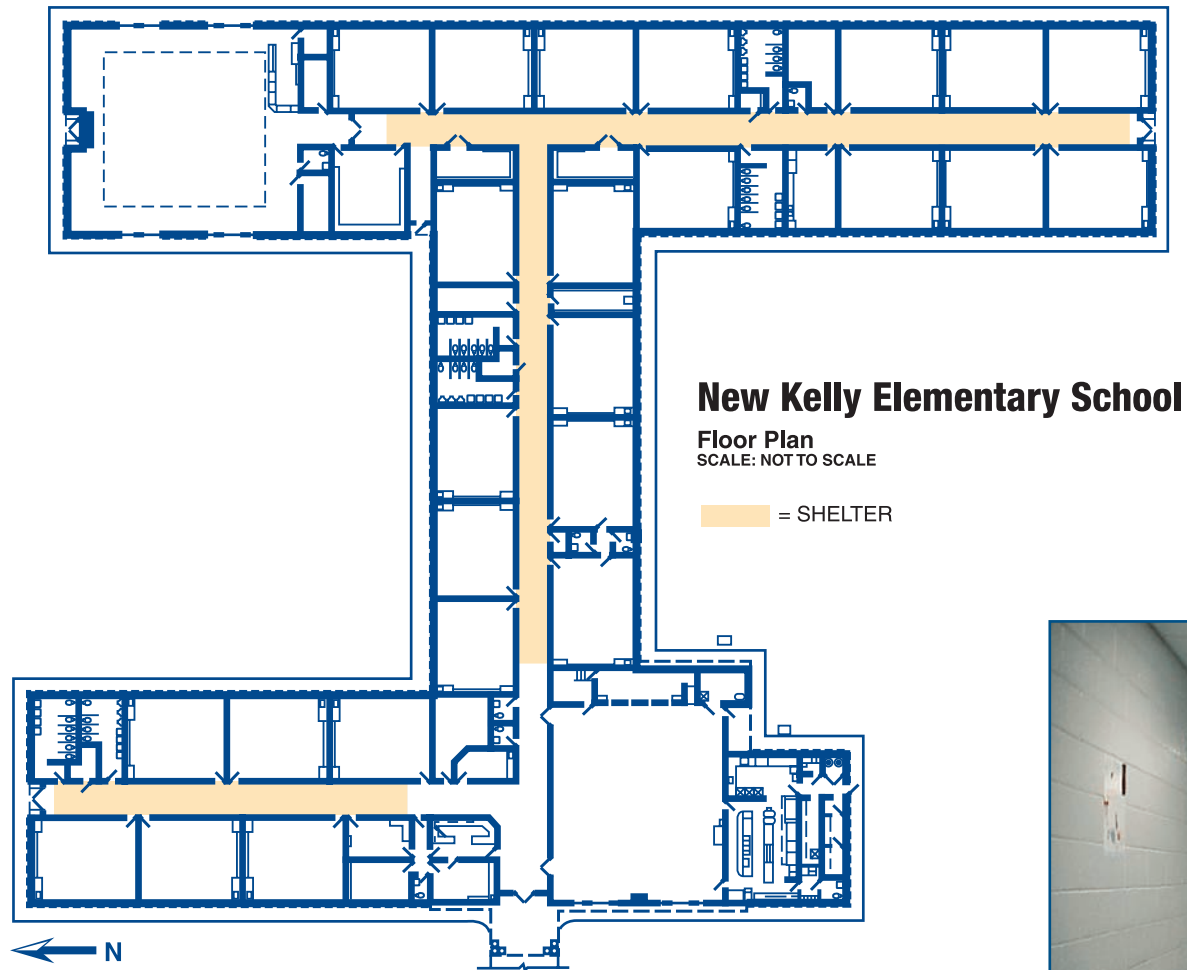 New Kelly Elementary School
Floor Plan
SCALE: NOT TO SCALE
= SHELTER
N